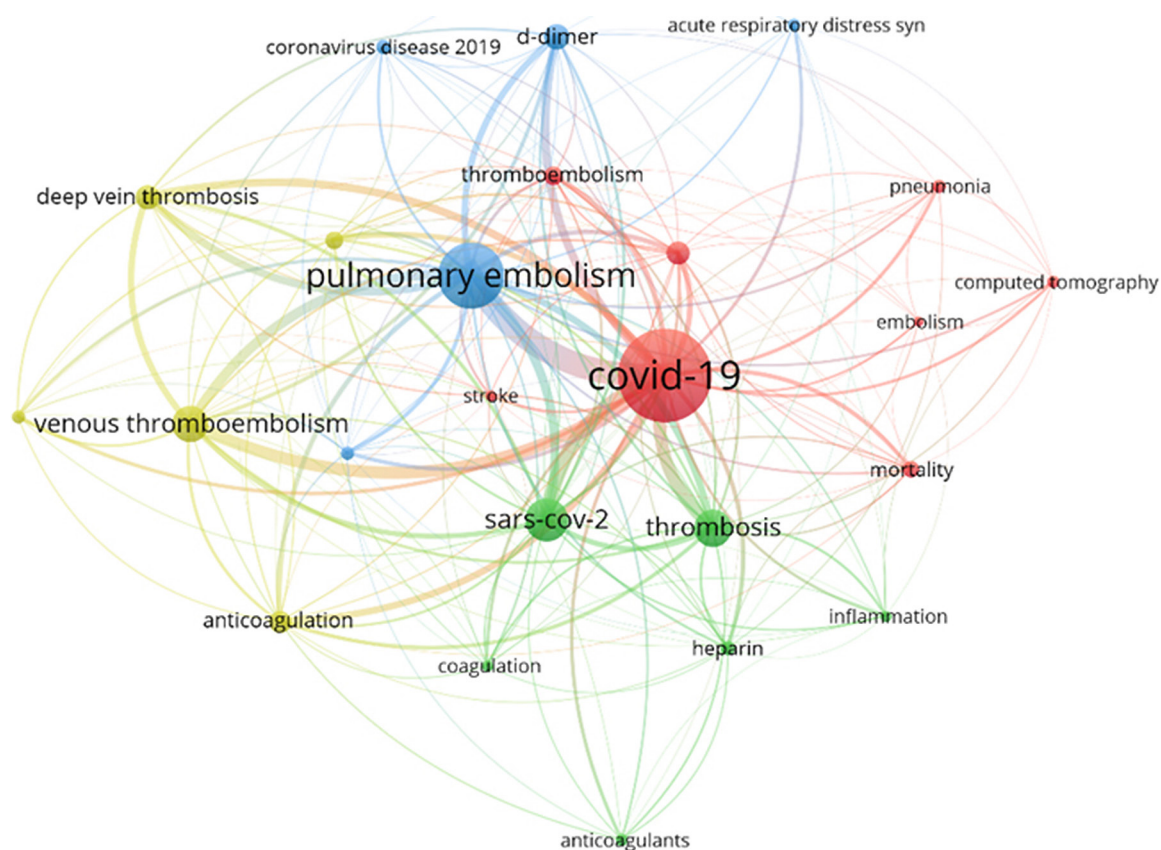 acute respiratory distress syn
d-dimer
coronavirus disease 2019
thromboembolism
pneumonia
deep vein thrombosis
pulmonary embolism
computed tomography
embolism
covid-19
stroke
venous thromboembolism
mortality
sars-cov-2
thrombosis
inflammation
anticoagulation
heparin
coagulation
anticoagulants